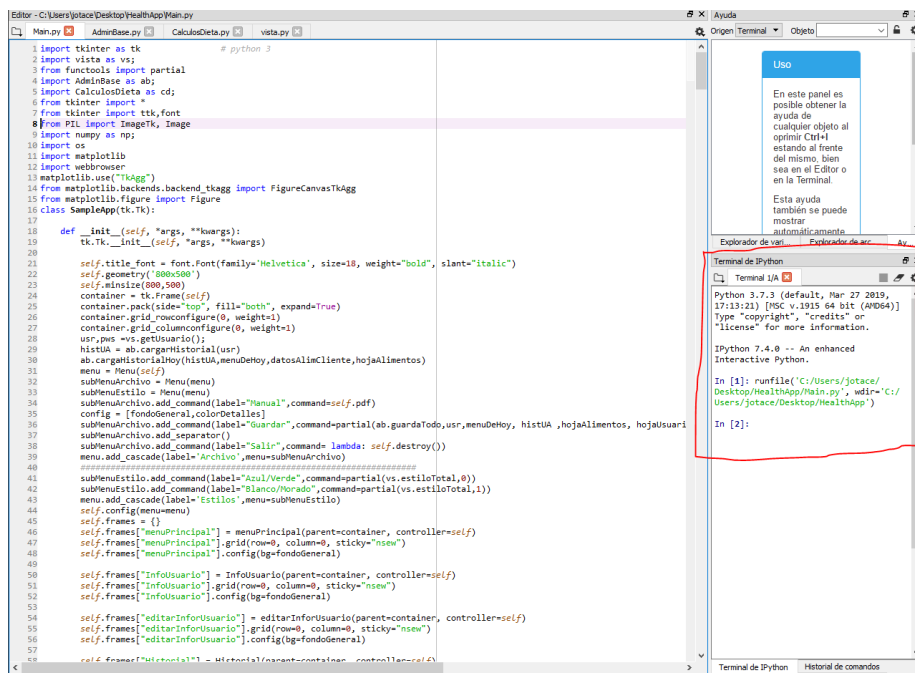 Editor - C:\Users\jotace\Desktop\HealthApp\Main.py
Main.py AdminBase.py CalculosDieta.py vista.py
1 import tkinter as tk # python 3
2 import vista as vs;
3 from functools import partial
4 import AdminBase as ab;
5 import CalculosDieta as cd;
6 from tkinter import *
7 from tkinter import ttk,font
8 from PIL import ImageTk, Image
9 import numpy as np;
10 import os
11 import matplotlib
12 import webbrowser
13 matplotlib.use("TkAgg")
14 from matplotlib.backends.backend_tkagg import FigureCanvasTkAgg
15 from matplotlib.figure import Figure
16 class SampleApp(tk.Tk):
17
18 def __init__(self, *args, **kwargs):
19 tk.Tk.__init__(self, *args, **kwargs)
20
21 self.title_font = font.Font(family='Helvetica', size=18, weight="bold", slant="italic")
22 self.geometry('800x500')
23 self.minsize(800,500)
24 container = tk.Frame(self)
25 container.pack(side="top", fill="both", expand=True)
26 container.grid_rowconfigure(0, weight=1)
27 container.grid_columnconfigure(0, weight=1)
28 usr,pws =vs.getUsuario();
29 histUA = ab.cargarHistorial(usr)
30 ab.cargaHistorialHoy(histUA,menuDeHoy,datosAlimCliente,hojaAlimentos)
31 menu = Menu(self)
32 subMenuArchivo = Menu(menu)
33 subMenuEstilo = Menu(menu)
34 subMenuArchivo.add_command(label="Manual",command=self.pdf)
35 config = [fondoGeneral,colorDetalles]
36 subMenuArchivo.add_command(label="Guardar",command=partial(ab.guardaTodo,usr,menuDeHoy, histUA ,hojaAlimentos, hojaUsuari
37 subMenuArchivo.add_separator()
38 subMenuArchivo.add_command(label="Salir",command= lambda: self.destroy())
39 menu.add_cascade(label='Archivo',menu=subMenuArchivo)
40 ####################################################################
41 subMenuEstilo.add_command(label="Azul/Verde",command=partial(vs.estiloTotal,0))
42 subMenuEstilo.add_command(label="Blanco/Morado",command=partial(vs.estiloTotal,1))
43 menu.add_cascade(label='Estilos',menu=subMenuEstilo)
44 self.config(menu=menu)
45 self.frames = {}
46 self.frames["menuPrincipal"] = menuPrincipal(parent=container, controller=self)
47 self.frames["menuPrincipal"].grid(row=0, column=0, sticky="nsew")
48 self.frames["menuPrincipal"].config(bg=fondoGeneral)
49
50 self.frames["InfoUsuario"] = InfoUsuario(parent=container, controller=self)
51 self.frames["InfoUsuario"].grid(row=0, column=0, sticky="nsew")
52 self.frames["InfoUsuario"].config(bg=fondoGeneral)
53
54 self.frames["editarInforUsuario"] = editarInforUsuario(parent=container, controller=self)
55 self.frames["editarInforUsuario"].grid(row=0, column=0, sticky="nsew")
56 self.frames["editarInforUsuario"].config(bg=fondoGeneral)
57
58 self.frames["Historial"] = Historial(parent=container, controller=self)
Ayuda
Origen Terminal Objeto
Uso
En este panel es
posible obtener la
ayuda de
cualquier objeto al
oprimir Ctrl+I
estando al frente
del mismo, bien
sea en el Editor o
en la Terminal.
Esta ayuda
también se puede
mostrar
automáticamente
Explorador de vari... Explorador de arc... Ay...
Terminal de IPython
Terminal 1/A
Python 3.7.3 (default, Mar 27 2019,
17:13:21) [MSC v.1915 64 bit (AMD64)]
Type "copyright", "credits" or
"license" for more information.
IPython 7.4.0 -- An enhanced
Interactive Python.
In [1]: runfile('C:/Users/jotace/
Desktop/HealthApp/Main.py', wdir='C:/
Users/jotace/Desktop/HealthApp')
In [2]:
Terminal de IPython Historial de comandos